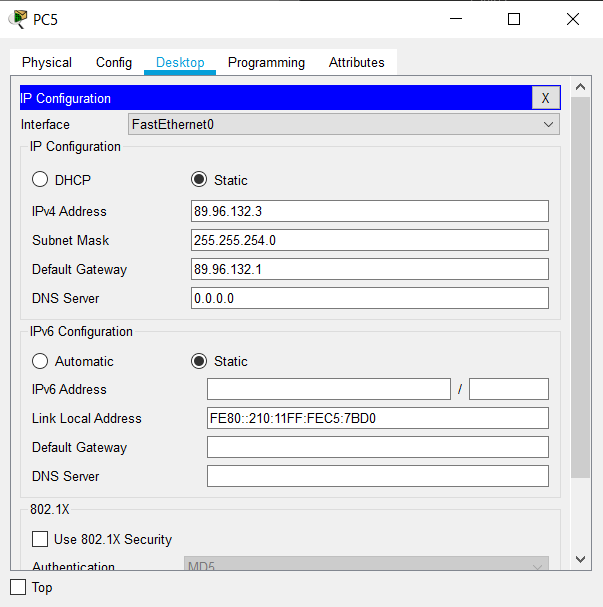 PC5
Physical Config Desktop Programming Attributes
IP Configuration X
Interface FastEthernet0
IP Configuration
DHCP Static
IPv4 Address 89.96.132.3
Subnet Mask 255.255.254.0
Default Gateway 89.96.132.1
DNS Server 0.0.0.0
IPv6 Configuration
Automatic Static
IPv6 Address /
Link Local Address FE80::210:11FF:FEC5:7BD0
Default Gateway
DNS Server
802.1X
Use 802.1X Security
Authentication MD5
Top